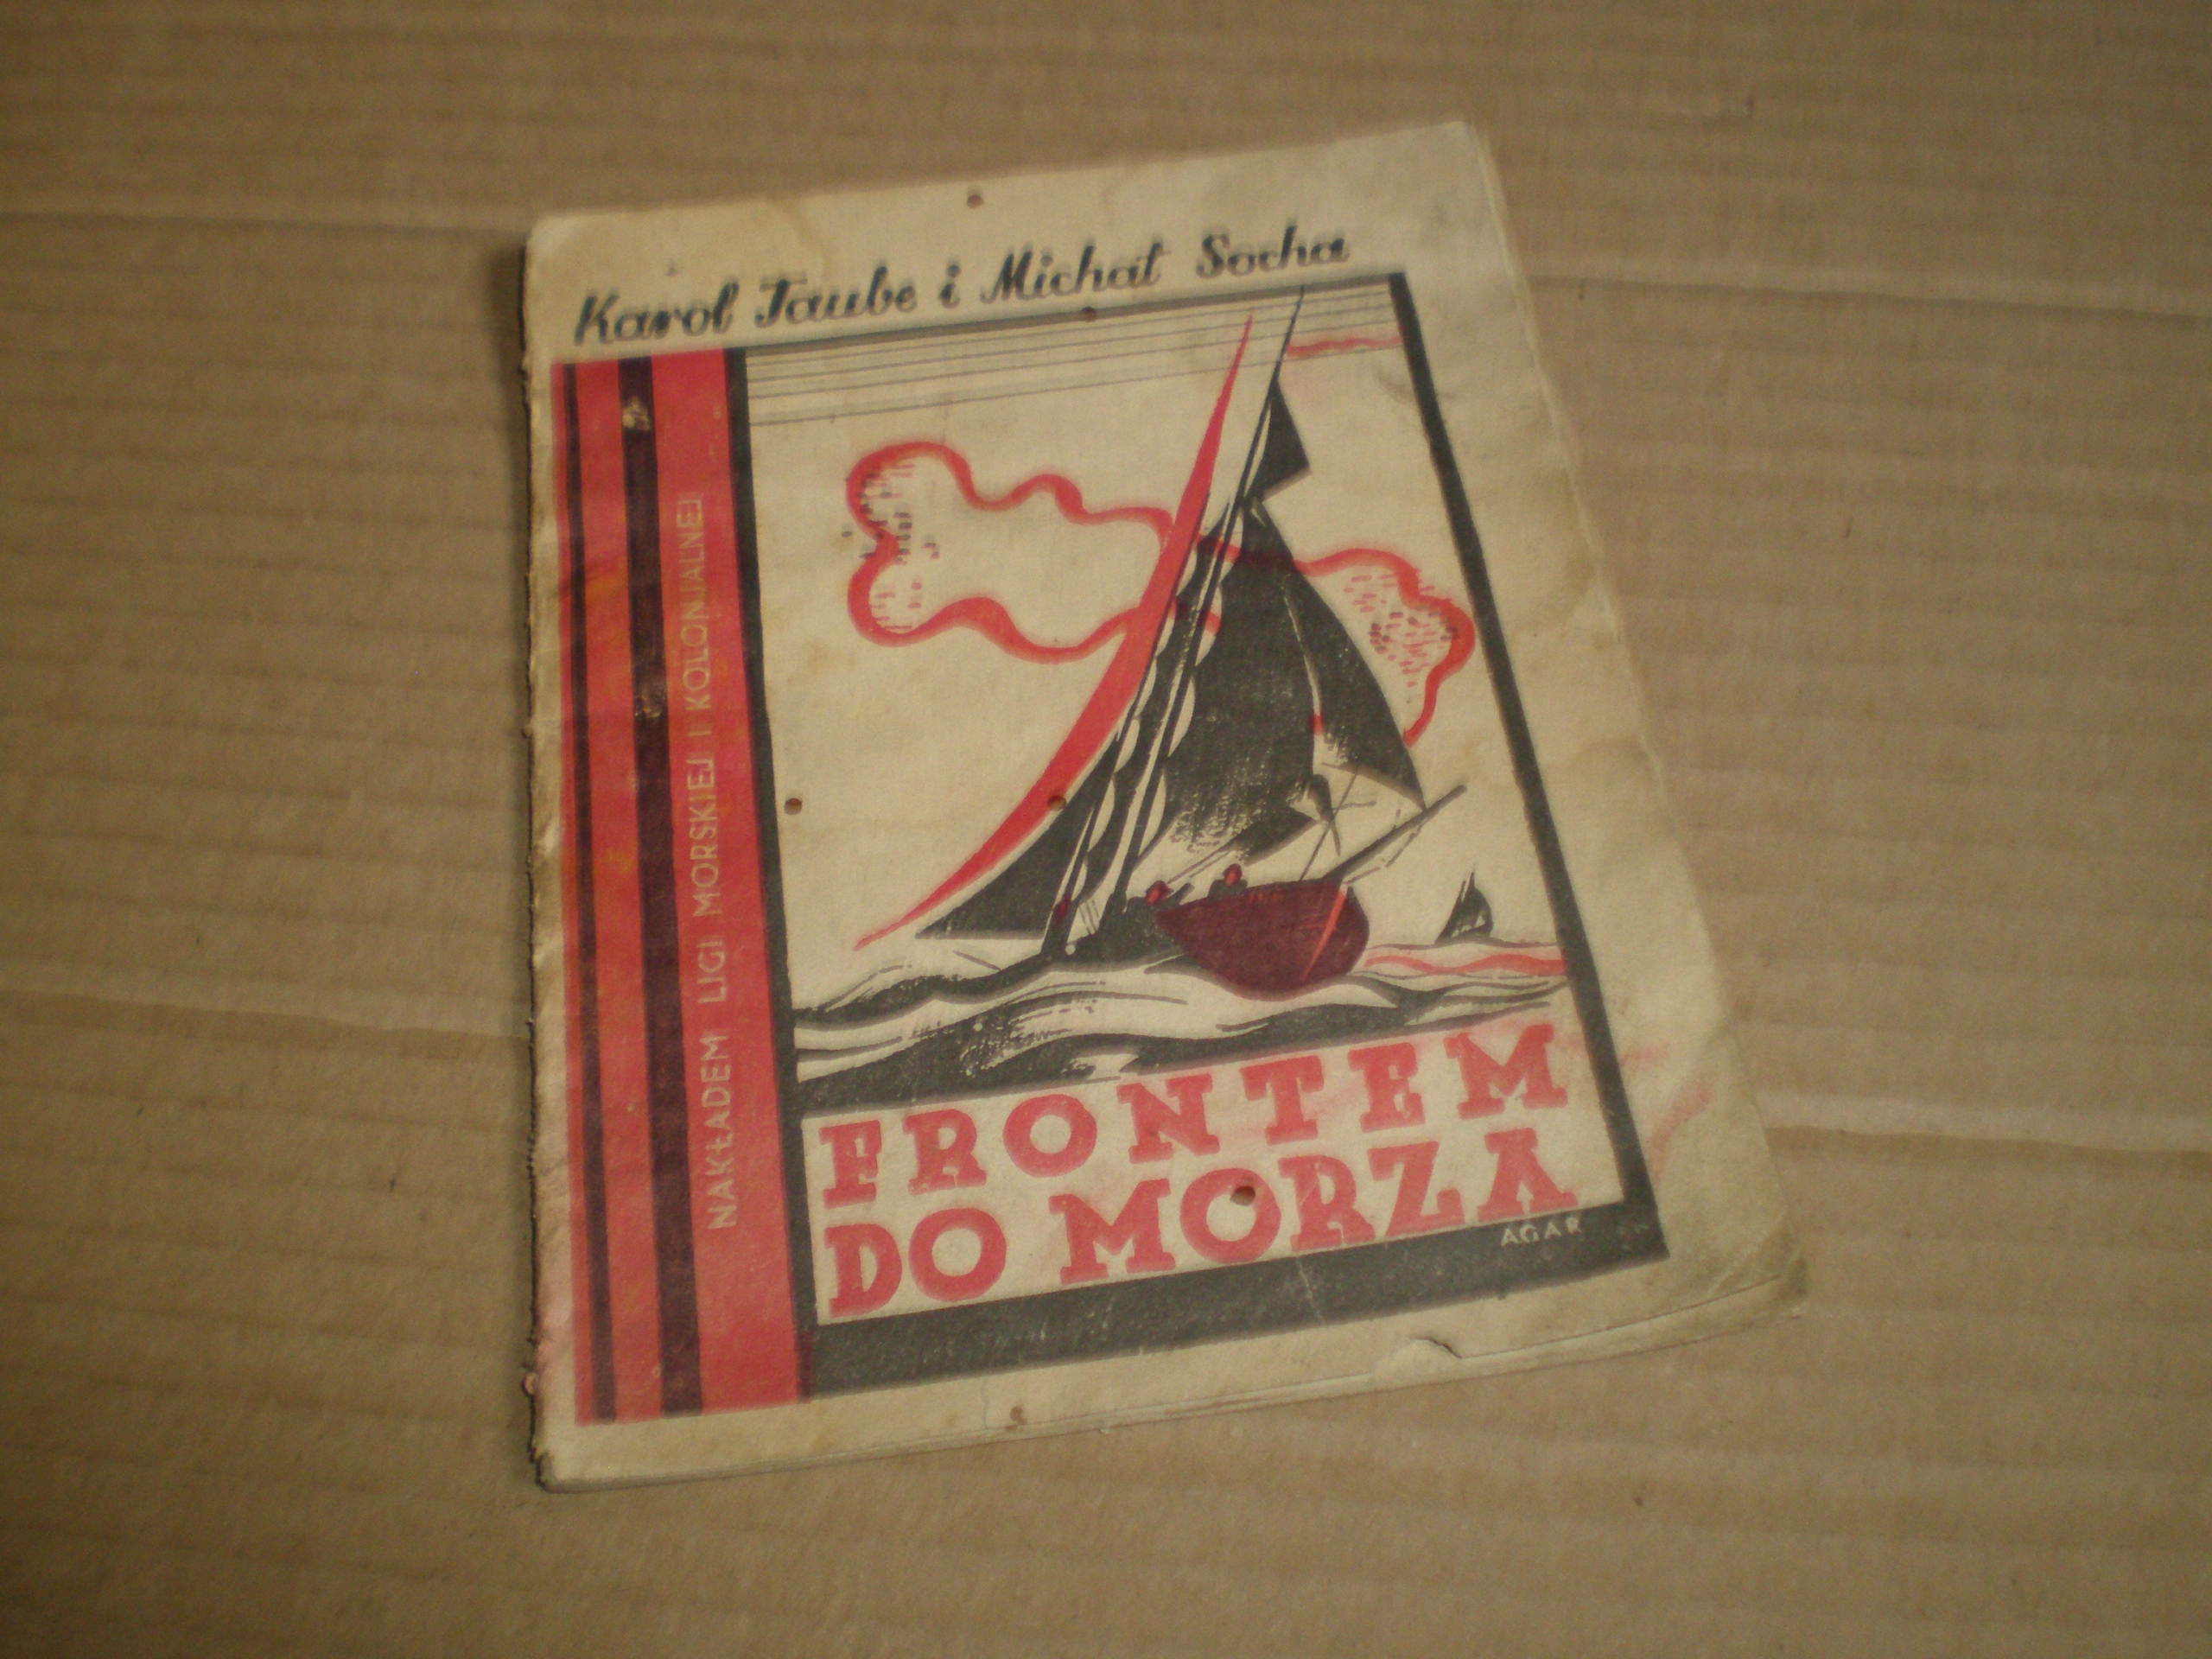 Karol Taube i Michał Socha
NAKŁADEM LIGI MORSKIEJ I KOLONJALNEJ
FRONTEM
DO MORZA
AGAR